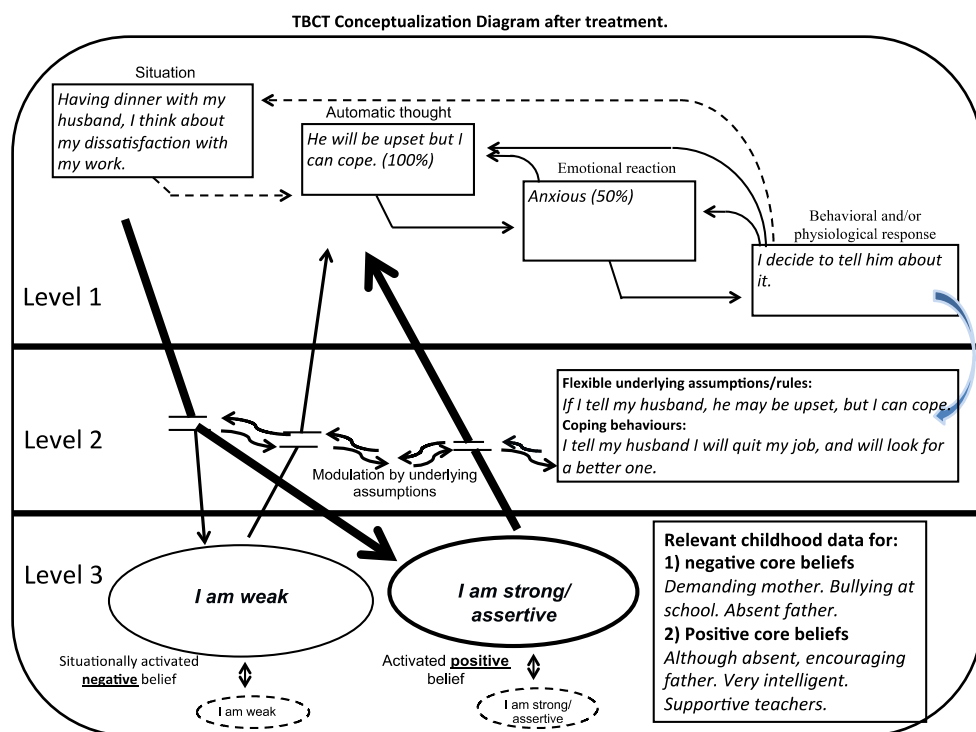 TBCT Conceptualization Diagram after treatment.
Situation
Having dinner with my
husband, I think about
my dissatisfaction with
my work.
Automatic thought
He will be upset but I
can cope. (100%)
Emotional reaction
Anxious (50%)
Behavioral and/or
physiological response
I decide to tell him about
it.
Level 1
Level 2
Modulation by underlying
assumptions
Flexible underlying assumptions/rules:
If I tell my husband, he may be upset, but I can cope.
Coping behaviours:
I tell my husband I will quit my job, and will look for
a better one.
Level 3
I am weak
I am strong/
assertive
Situationally activated
negative belief
I am weak
Activated positive
belief
I am strong/
assertive
Relevant childhood data for:
1) negative core beliefs
Demanding mother. Bullying at
school. Absent father.
2) Positive core beliefs
Although absent, encouraging
father. Very intelligent.
Supportive teachers.